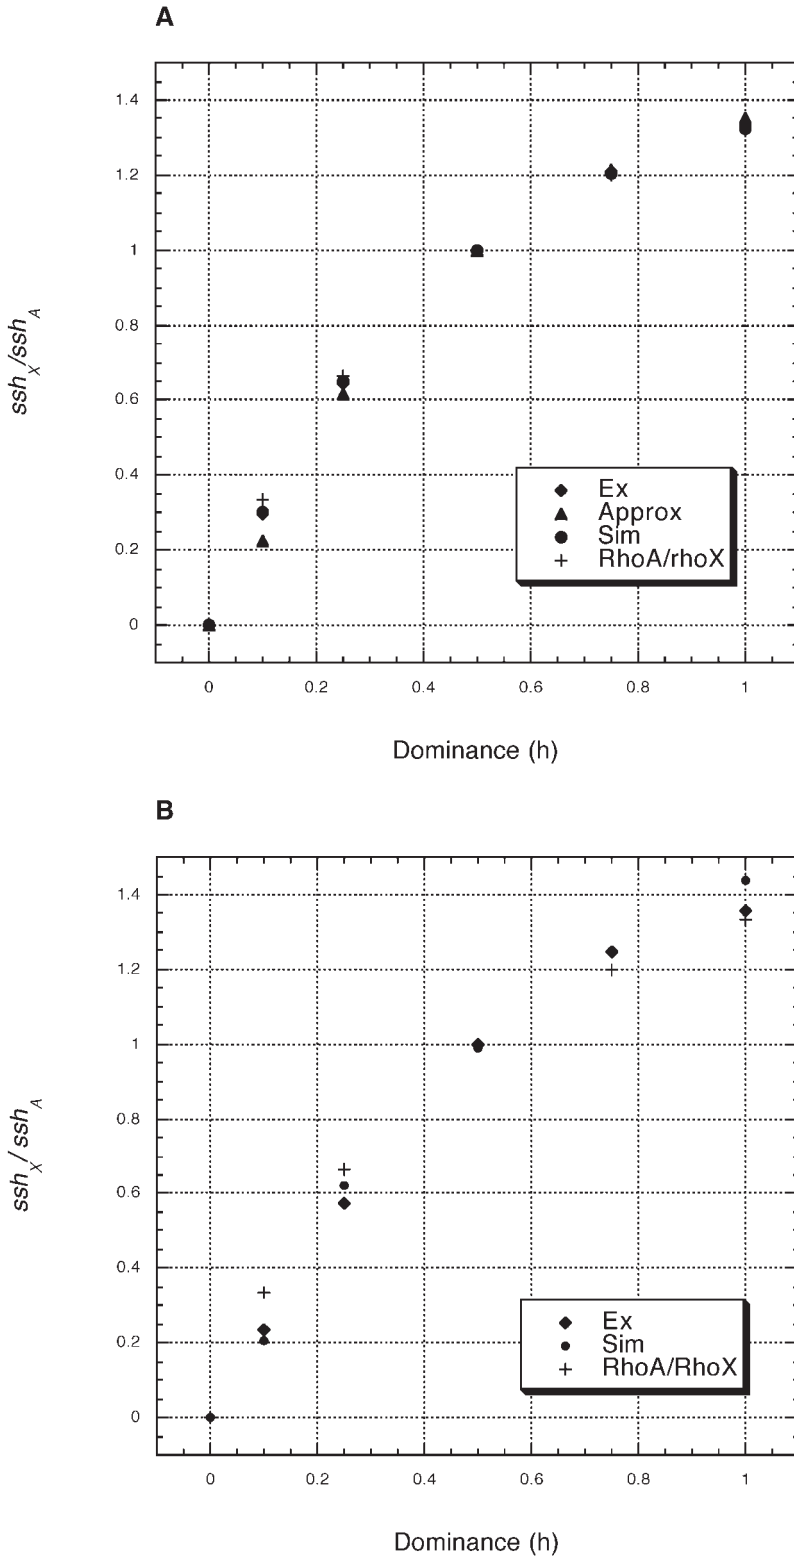 A
1.4
1.2
1
0.8
0.6
0.4
0.2
0
ssh_X/ssh_A
Ex
Approx
Sim
RhoA/rhoX
0 0.2 0.4 0.6 0.8 1
Dominance (h)
B
1.4
1.2
1
0.8
0.6
0.4
0.2
0
ssh_X/ ssh_A
Ex
Sim
RhoA/RhoX
0 0.2 0.4 0.6 0.8 1
Dominance (h)